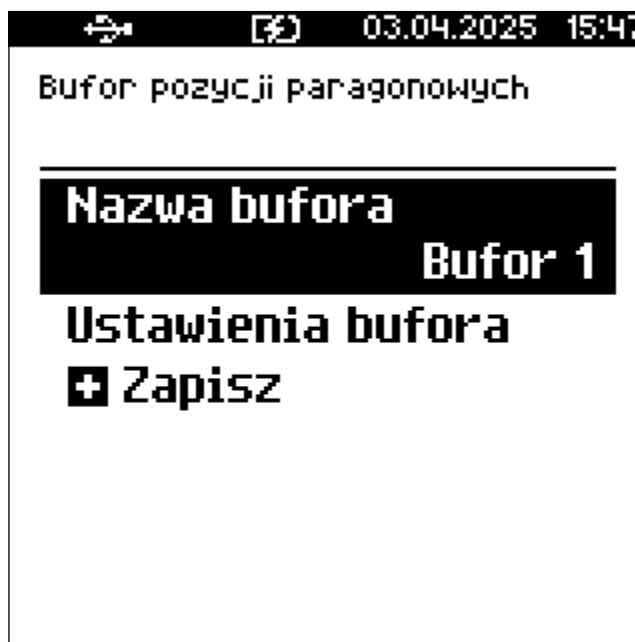 03.04.2025 15:47
Bufor pozycji paragonowych
Nazwa bufora
Bufor 1
Ustawienia bufora
Zapisz